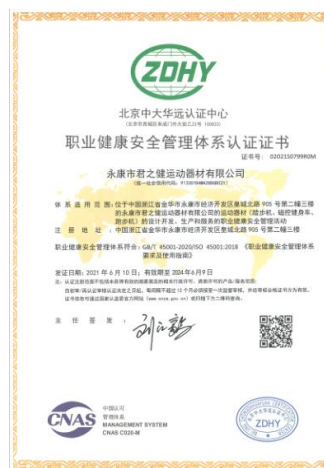 ZDHY
北京中大华远认证中心
职业健康安全管理体系认证证书
证书号: 02021S0799R0M
永康市君之健运动器材有限公司
体系适用范围:位于中国浙江省金华市永康市经济开发区皇城北路 905 号第二幢三楼
的永康市君之健运动器材有限公司的运动器材(踏步机、磁控健身车、
跑步机)的设计开发、生产和服务的职业健康安全管理活动
注册地址:中国浙江省金华市永康市经济开发区皇城北路 905 号第二幢三楼
职业健康安全管理体系符合: GB/T 45001-2020/ISO 45001:2018 《职业健康安全管理体系
要求及使用指南》
发证日期: 2021 年 6 月 10 日; 有效期至 2024年6月9日
主任签发:
CNAS
中国认可
管理体系
MANAGEMENT SYSTEM
CNAS C020-M
ZDHY